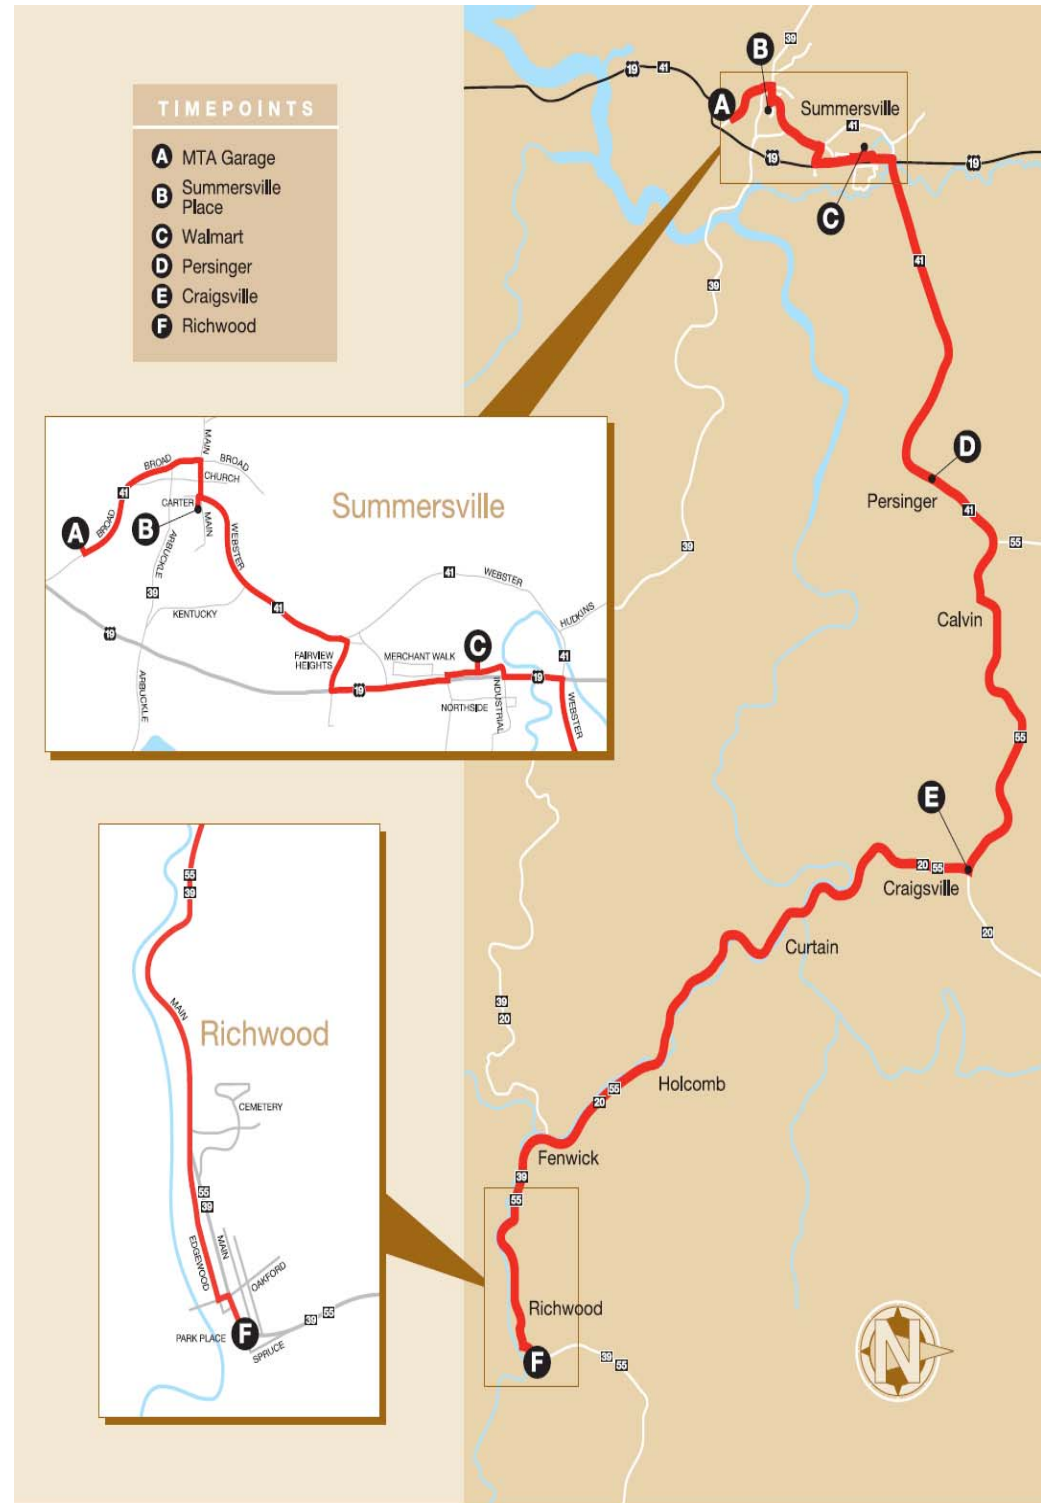 TIMEPOINTS
A MTA Garage
B Summersville
Place
C Walmart
D Persinger
E Craigsville
F Richwood
39
B
19 41
A
Summersville
41
19
19
C
41
39
D
Persinger
41
55
39
Calvin
55
E
20 55
Craigsville
20
Curtain
39
20
Holcomb
55
20
Fenwick
39
55
Richwood
F
39
55
N
MAIN
BROAD
BROAD
CHURCH
41
CARTER
Summersville
BROAD
A
B
MAIN
WEBSTER
ARBUCKLE
41
WEBSTER
39
KENTUCKY
41
HUDKINS
19
FAIRVIEW
HEIGHTS
MERCHANT WALK
C
41
ARBUCKLE
19
19
NORTHSIDE
INDUSTRIAL
WEBSTER
55
39
MAIN
Richwood
CEMETERY
55
39
EDGEWOOD
MAIN
OAKFORD
PARK PLACE
F
39 55
SPRUCE